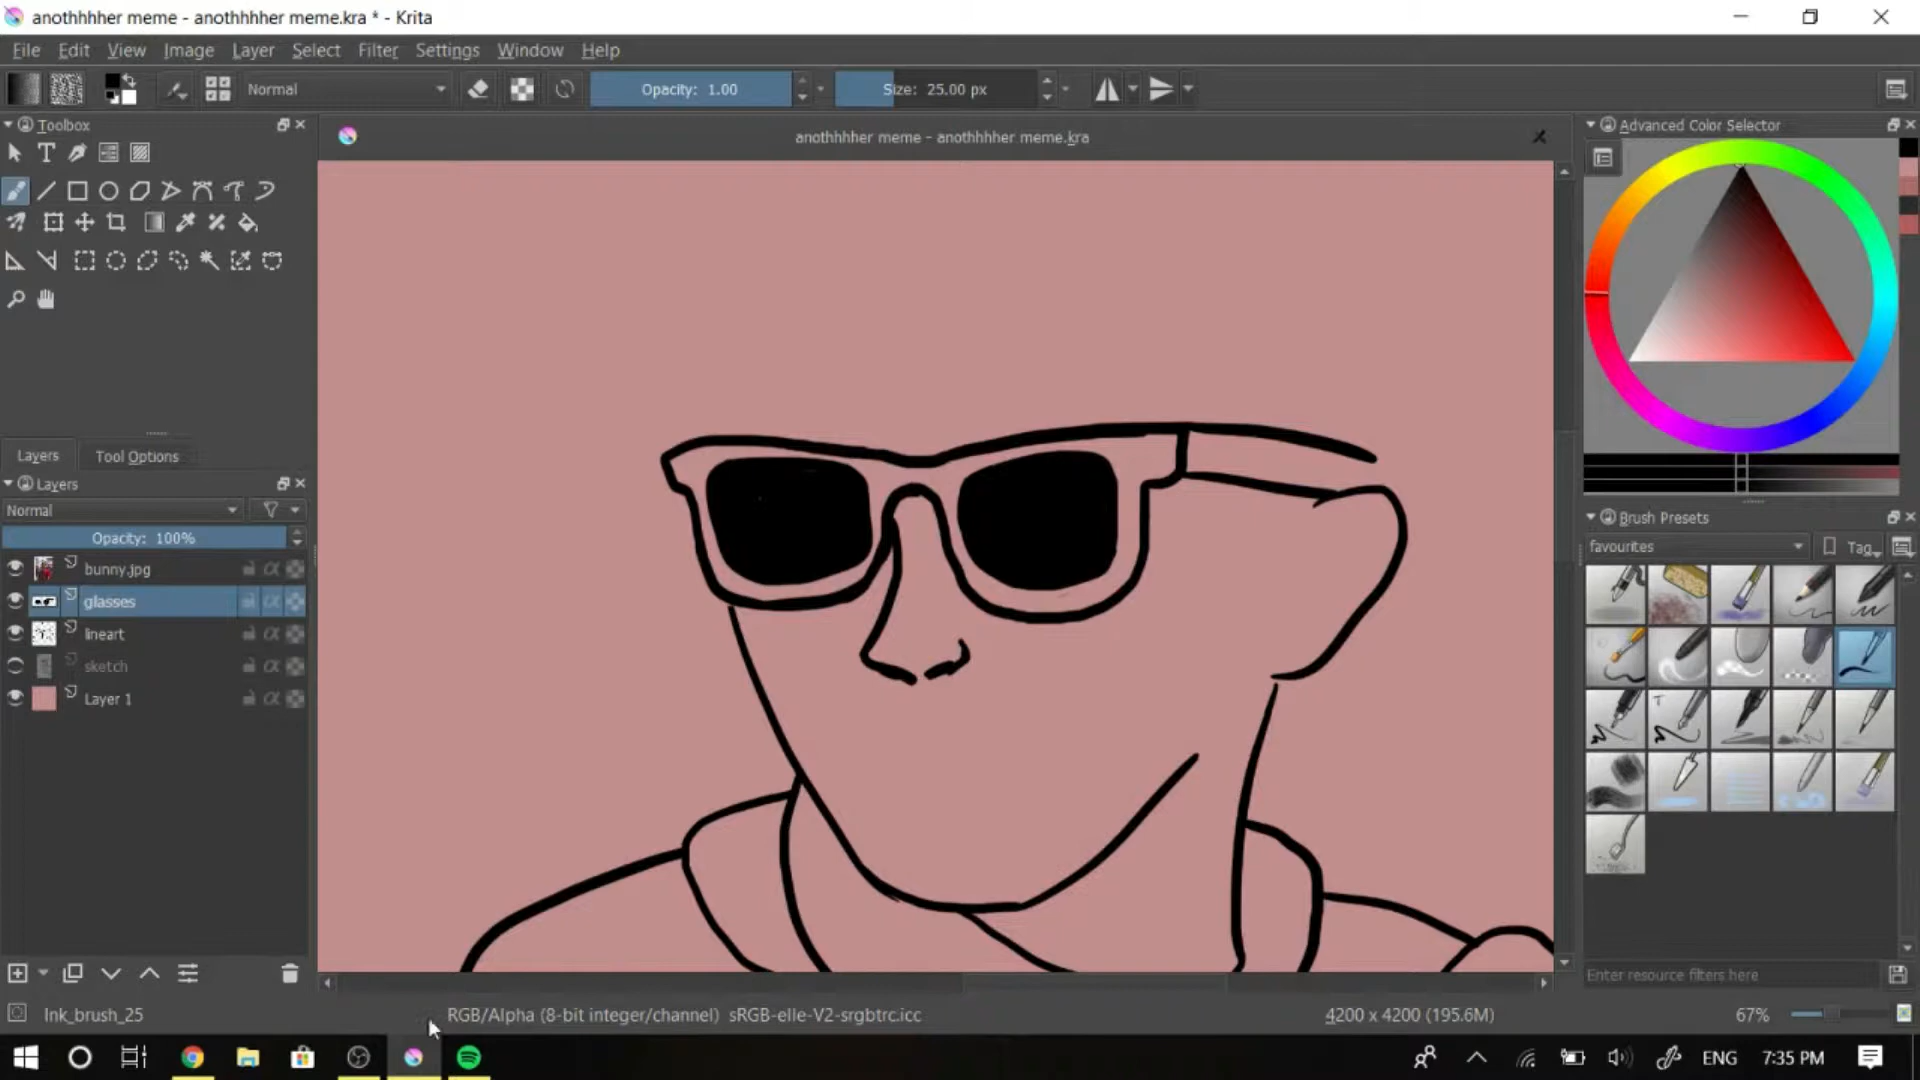 anothhhher meme - anothhhher meme.kra * - Krita
File Edit View Image Layer Select Filter Settings Window Help
Normal
Opacity: 1.00
Size: 25.00 px
Toolbox
anothhhher meme - anothhhher meme.kra
Advanced Color Selector
Layers
Tool Options
Layers
Normal
Opacity: 100%
bunny.jpg
glasses
lineart
sketch
Layer 1
Brush Presets
favourites
Tag
Enter resource filters here
Ink_brush_25
RGB/Alpha (8-bit integer/channel) sRGB-elle-V2-srgbtrc.icc
4200 x 4200 (195.6M)
67%
ENG
7:35 PM